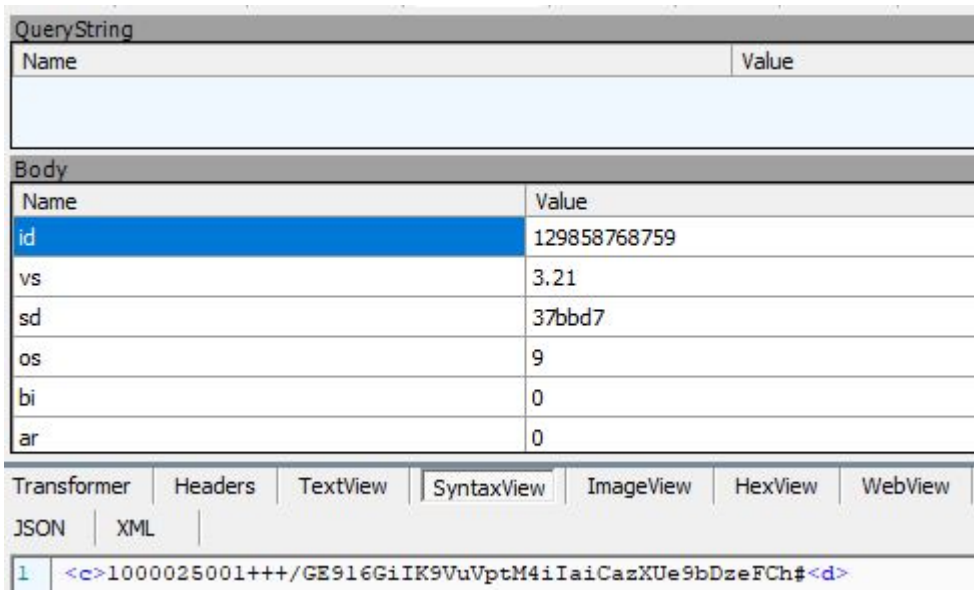 QueryString
Name Value
Body
Name Value
id 129858768759
vs 3.21
sd 37bbd7
os 9
bi 0
ar 0
Transformer Headers TextView SyntaxView ImageView HexView WebView
JSON XML
1 <c>1000025001+++/GE916GiIK9VuVptM4iIaiCazXUe9bDzeFCh#<d>